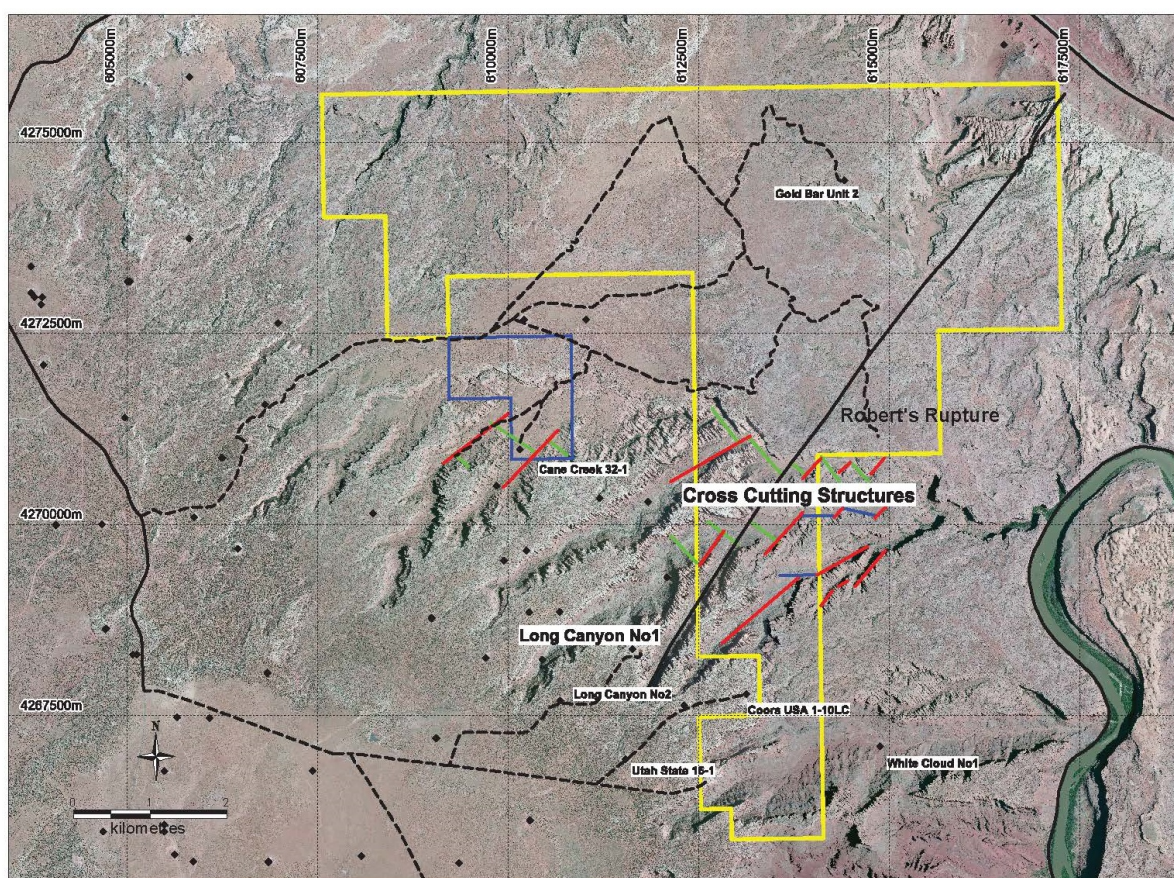 605000m
607500m
610000m
612500m
615000m
617500m
4275000m
Gold Bar Unit 2
4272500m
Robert's Rupture
Cane Creek 32-1
Cross Cutting Structures
4270000m
Long Canyon No1
Long Canyon No2
4267500m
Coors USA 1-10LC
N
Utah State 16-1
White Cloud No1
0 1 2
kilometres